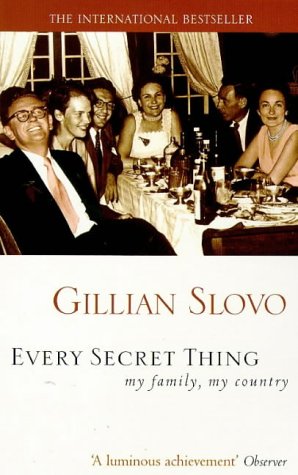 THE INTERNATIONAL BESTSELLER
GILLIAN SLOVO
EVERY SECRET THING
my family, my country
'A luminous achievement' Observer